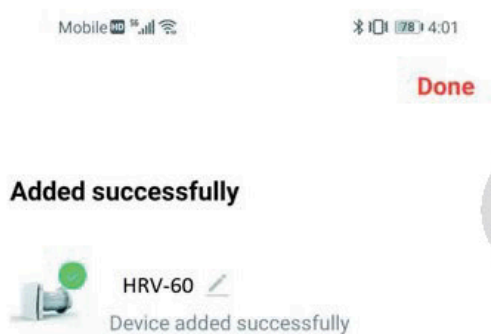 Mobile HD 5G 78 4:01
Done
Added successfully
HRV-60
Device added successfully